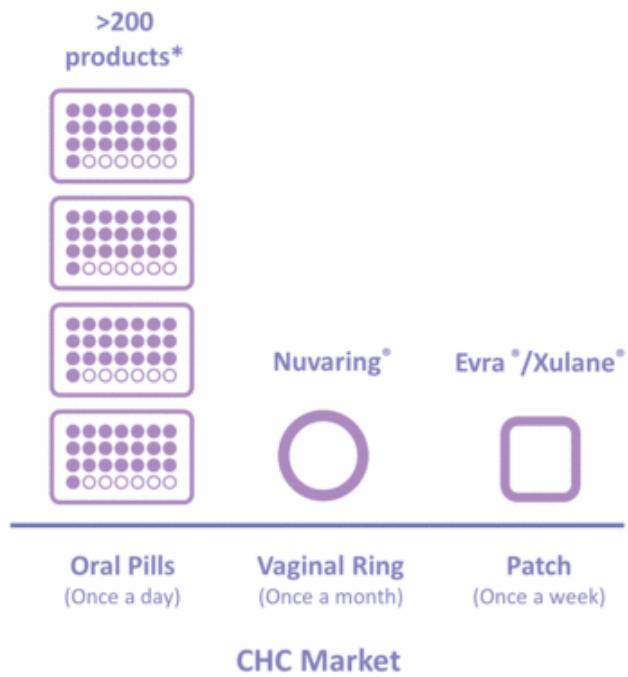 >200
products*
Nuvaring®
Evra ®/Xulane®
Oral Pills
(Once a day)
Vaginal Ring
(Once a month)
Patch
(Once a week)
CHC Market